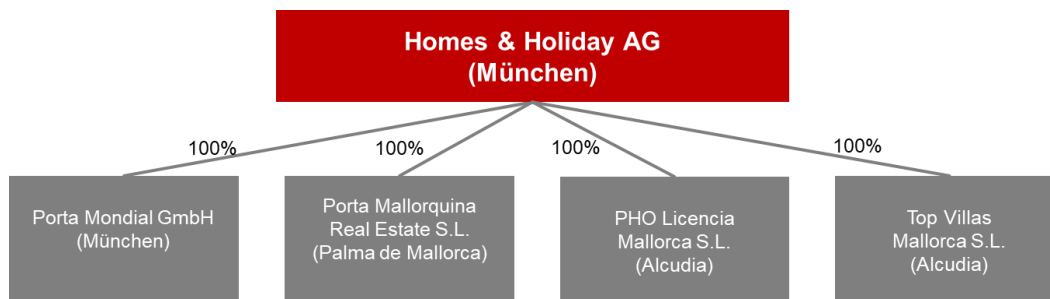 Homes & Holiday AG
(München)
100%
100%
100%
100%
Porta Mondial GmbH
(München)
Porta Mallorquina
Real Estate S.L.
(Palma de Mallorca)
PHO Licencia
Mallorca S.L.
(Alcudia)
Top Villas
Mallorca S.L.
(Alcudia)